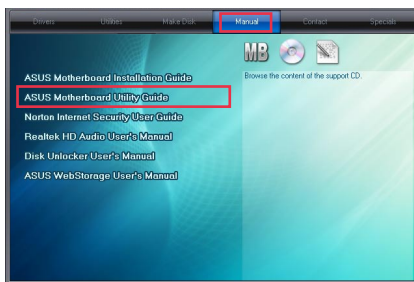 Drivers Utilities Make Disk Manual Contact Specials
MB
Browse the content of the support CD.
ASUS Motherboard Installation Guide
ASUS Motherboard Utility Guide
Norton Internet Security User Guide
Realtek HD Audio User's Manual
Disk Unlocker User's Manual
ASUS WebStorage User's Manual